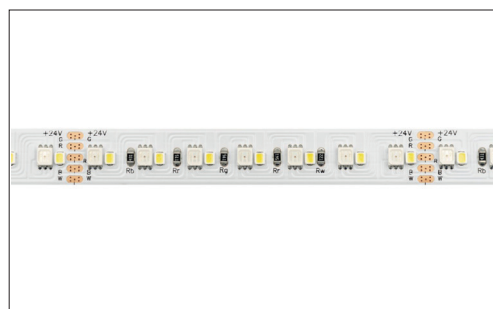 +24V +24V +24V +24V
G G G G
R R
B B B
W W W W
Rb Rr Rg Rr Rw Rb